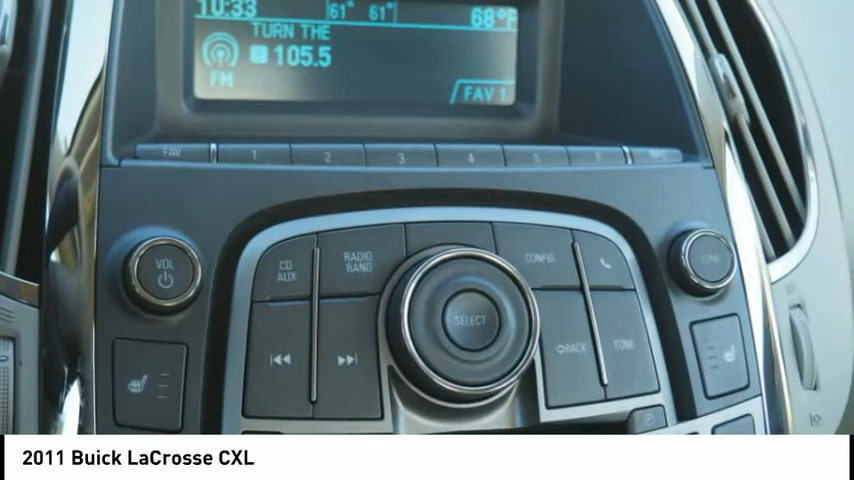 10:33 61° 61° 68°F
TURN THE
105.5
FM
FAV 1
FAV 1 2 3 4 5 6
VOL
CD AUX
RADIO BAND
CONFIG
TUNE
SELECT
BACK
TONE
2011 Buick LaCrosse CXL